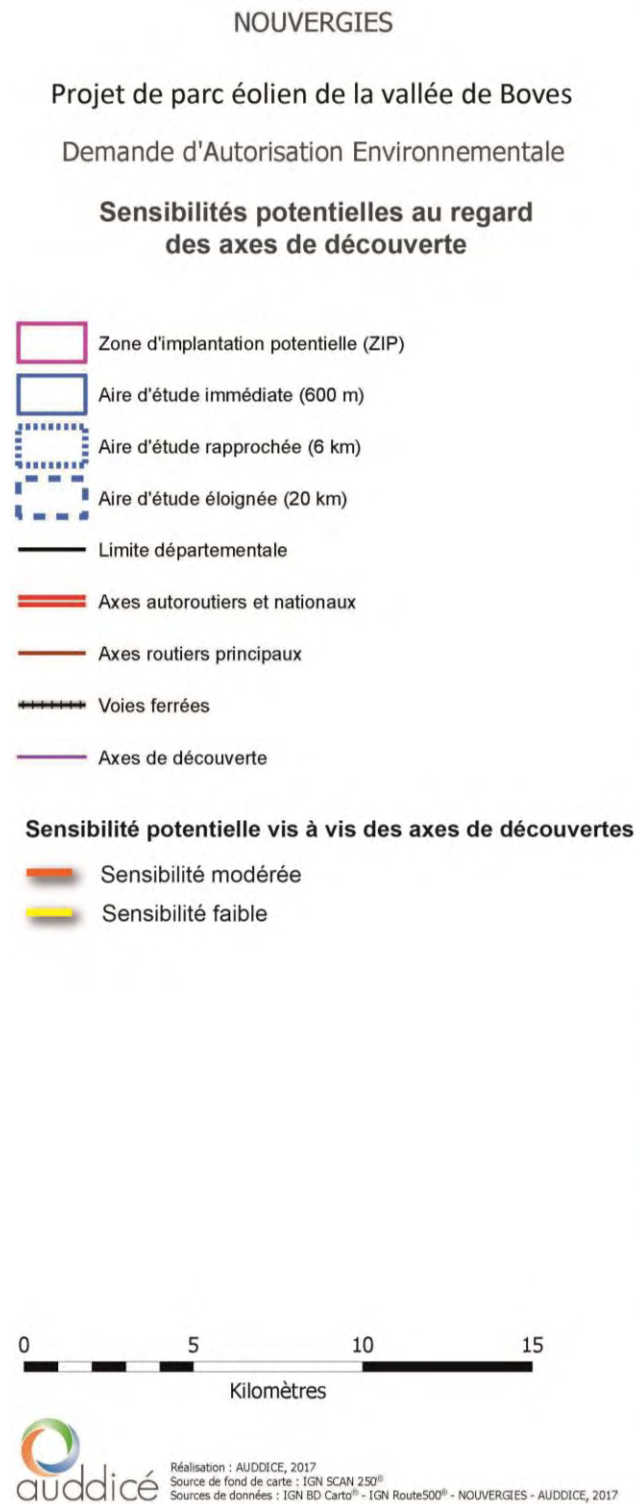 NOUVERGIES
Projet de parc éolien de la vallée de Boves
Demande d'Autorisation Environnementale
Sensibilités potentielles au regard
des axes de découverte
Zone d'implantation potentielle (ZIP)
Aire d'étude immédiate (600 m)
Aire d'étude rapprochée (6 km)
Aire d'étude éloignée (20 km)
Limite départementale
Axes autoroutiers et nationaux
Axes routiers principaux
Voies ferrées
Axes de découverte
Sensibilité potentielle vis à vis des axes de découvertes
Sensibilité modérée
Sensibilité faible
0 5 10 15
Kilomètres
auddicé
Réalisation : AUDDICE, 2017
Source de fond de carte : IGN SCAN 250®
Sources de données : IGN BD Carto® - IGN Route500® - NOUVERGIES - AUDDICE, 2017